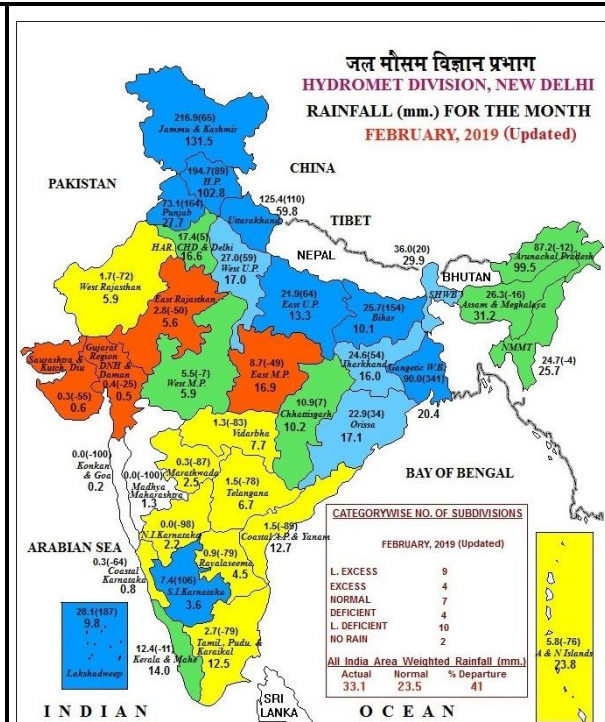 जल मौसम विज्ञान प्रभाग
HYDROMET DIVISION, NEW DELHI
RAINFALL (mm.) FOR THE MONTH
FEBRUARY, 2019 (Updated)
216.9(65)
Jammu & Kashmir
131.5
CHINA
194.7(89)
H.P.
102.8
PAKISTAN
73.1(164)
Punjab
27.7
125.4(110)
59.8
Uttarakhand
TIBET
17.4(5)
HAR. CHD & Delhi
16.6
27.0(59)
West U.P.
17.0
NEPAL
36.0(20)
29.9
87.2(-12)
Arunachal Pradesh
99.5
BHUTAN
1.7(-72)
West Rajasthan
5.9
East Rajasthan
2.8(-50)
5.6
21.9(64)
East U.P.
13.3
25.7(154)
Bihar
10.1
SHWB
26.3(-16)
Assam & Meghalaya
31.2
NMMT
24.7(-4)
25.7
Saurashtra &
Kutch, Diu
0.3(-55)
0.6
Gujarat
Region
DNH &
Daman
0.4(-25)
0.5
5.5(-7)
West M.P.
5.9
8.7(-49)
East M.P.
16.9
24.6(54)
Jharkhand
16.0
Gangetic W.B.
90.0(341)
20.4
10.9(7)
Chhattisgarh
10.2
22.9(34)
Orissa
17.1
1.3(-83)
Vidarbha
7.7
0.0(-100)
Konkan
& Goa
0.2
0.0(-100)
Madhya
Maharashtra
1.3
0.3(-87)
Marathwada
2.5
1.5(-78)
Telangana
6.7
BAY OF BENGAL
0.0(-98)
N.I.Karnataka
2.2
1.5(-89)
Coastal A.P. & Yanam
12.7
ARABIAN SEA
0.3(-64)
Coastal
Karnataka
0.8
0.9(-79)
Rayalaseema
4.5
7.4(106)
S.I.Karnataka
3.6
28.1(187)
9.8
Lakshadweep
12.4(-11)
Kerala & Mahe
14.0
2.7(-79)
Tamil. Pudu. &
Karaikal
12.5
CATEGORYWISE NO. OF SUBDIVISIONS
FEBRUARY, 2019 (Updated)
L. EXCESS 9
EXCESS 4
NORMAL 7
DEFICIENT 4
L. DEFICIENT 10
NO RAIN 2
All India Area Weighted Rainfall (mm.)
Actual Normal % Departure
33.1 23.5 41
5.8(-76)
A & N Islands
23.8
SRI
LANKA
INDIAN OCEAN